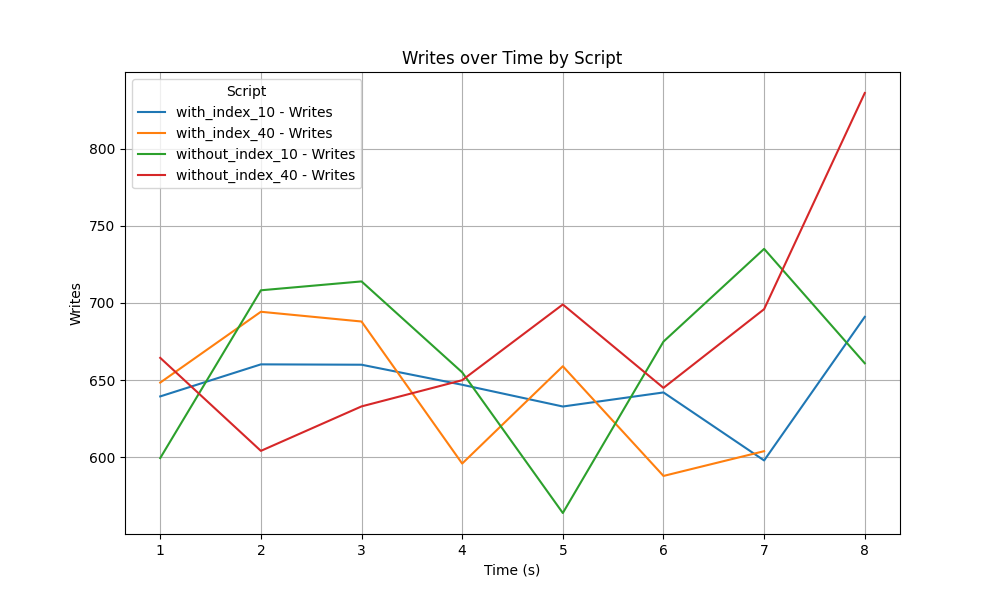 Writes over Time by Script
Script
with_index_10 - Writes
with_index_40 - Writes
without_index_10 - Writes
without_index_40 - Writes
Writes
800
750
700
650
600
1 2 3 4 5 6 7 8
Time (s)